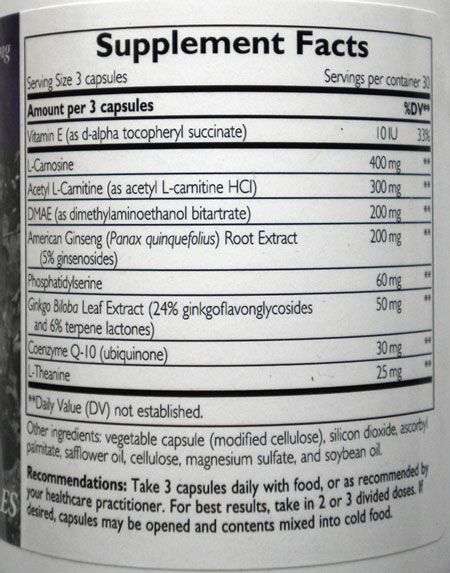 ng
Supplement Facts
Serving Size 3 capsules Servings per container 30
Amount per 3 capsules %DV**
Vitamin E (as d-alpha tocopheryl succinate) 10 IU 33%
L-Carnosine 400 mg **
Acetyl L-Carnitine (as acetyl L-carnitine HCl) 300 mg **
DMAE (as dimethylaminoethanol bitartrate) 200 mg **
American Ginseng (Panax quinquefolius) Root Extract 200 mg **
(5% ginsenosides)
Phosphatidylserine 60 mg **
Ginkgo Biloba Leaf Extract (24% ginkgoflavonglycosides 50 mg **
and 6% terpene lactones)
Coenzyme Q-10 (ubiquinone) 30 mg **
L-Theanine 25 mg **
**Daily Value (DV) not established.
Other ingredients: vegetable capsule (modified cellulose), silicon dioxide, ascorbyl
palmitate, safflower oil, cellulose, magnesium sulfate, and soybean oil.
Recommendations: Take 3 capsules daily with food, or as recommended by
your healthcare practitioner. For best results, take in 2 or 3 divided doses. If
desired, capsules may be opened and contents mixed into cold food.
ES